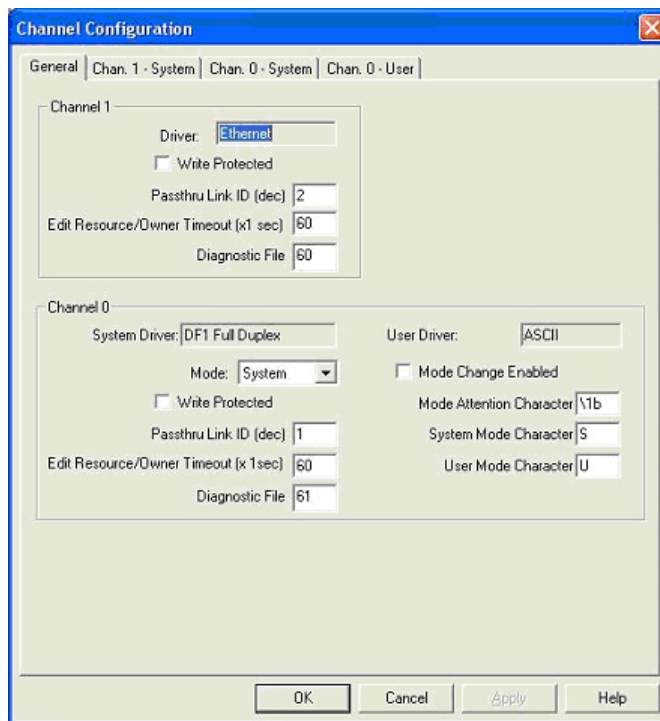 Channel Configuration
General Chan. 1 - System Chan. 0 - System Chan. 0 - User
Channel 1
Driver: Ethernet
Write Protected
Passthru Link ID (dec) 2
Edit Resource/Owner Timeout (x1 sec) 60
Diagnostic File 60
Channel 0
System Driver: DF1 Full Duplex User Driver: ASCII
Mode: System Mode Change Enabled
Write Protected Mode Attention Character \1b
Passthru Link ID (dec) 1 System Mode Character S
Edit Resource/Owner Timeout (x 1sec) 60 User Mode Character U
Diagnostic File 61
OK Cancel Apply Help